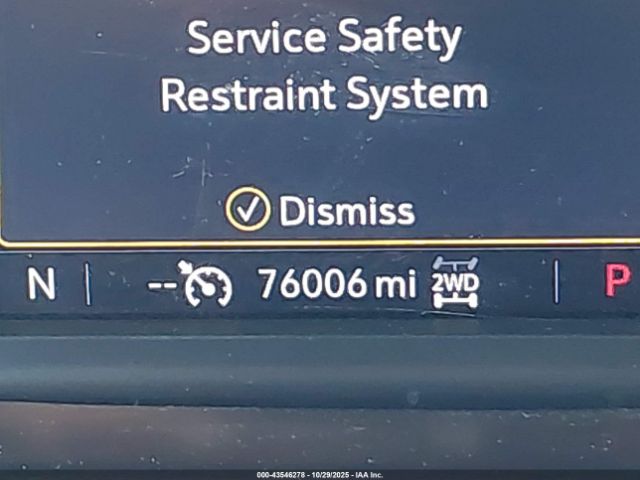 Service Safety
Restraint System
Dismiss
N -- 76006 mi 2WD P
000-43546278 - 10/29/2025 - IAA Inc.